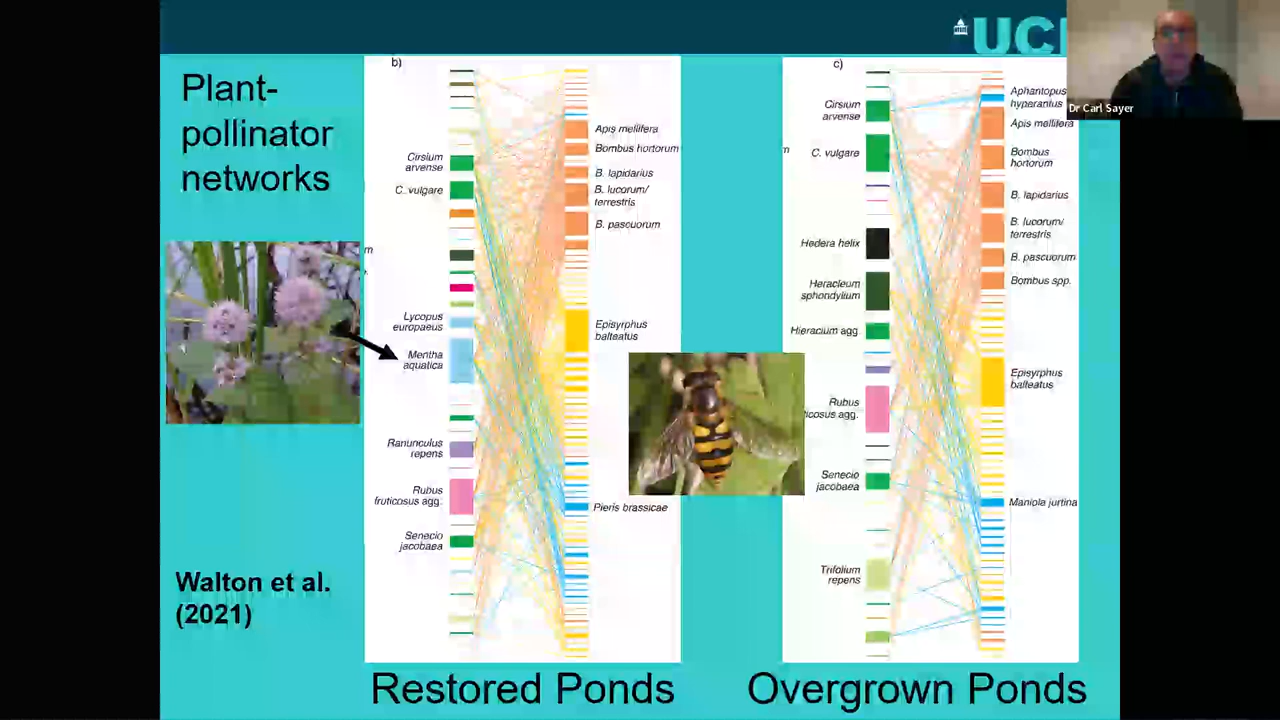 UCL
Dr Carl Sayer
Plant-
pollinator
networks
b)
Cirsium
arvense
C. vulgare
m
Lycopus
europaeus
Mentha
aquatica
Ranunculus
repens
Rubus
fruticosus agg.
Senecio
jacobaea
Apis mellifera
Bombus hortorum
B. lapidarius
B. lucorum/
terrestris
B. pascuorum
Episyrphus
balteatus
Pieris brassicae
c)
Cirsium
arvense
m
C. vulgare
Hedera helix
Heracleum
sphondylium
Hieracium agg.
Rubus
ficosus agg.
Senecio
jacobaea
Trifolium
repens
Aphantopus
hyperantus
Apis mellifera
Bombus
hortorum
B. lapidarius
B. lucorum/
terrestris
B. pascuorum
Bombus spp.
Episyrphus
balteatus
Maniola jurtina
Walton et al.
(2021)
Restored Ponds
Overgrown Ponds